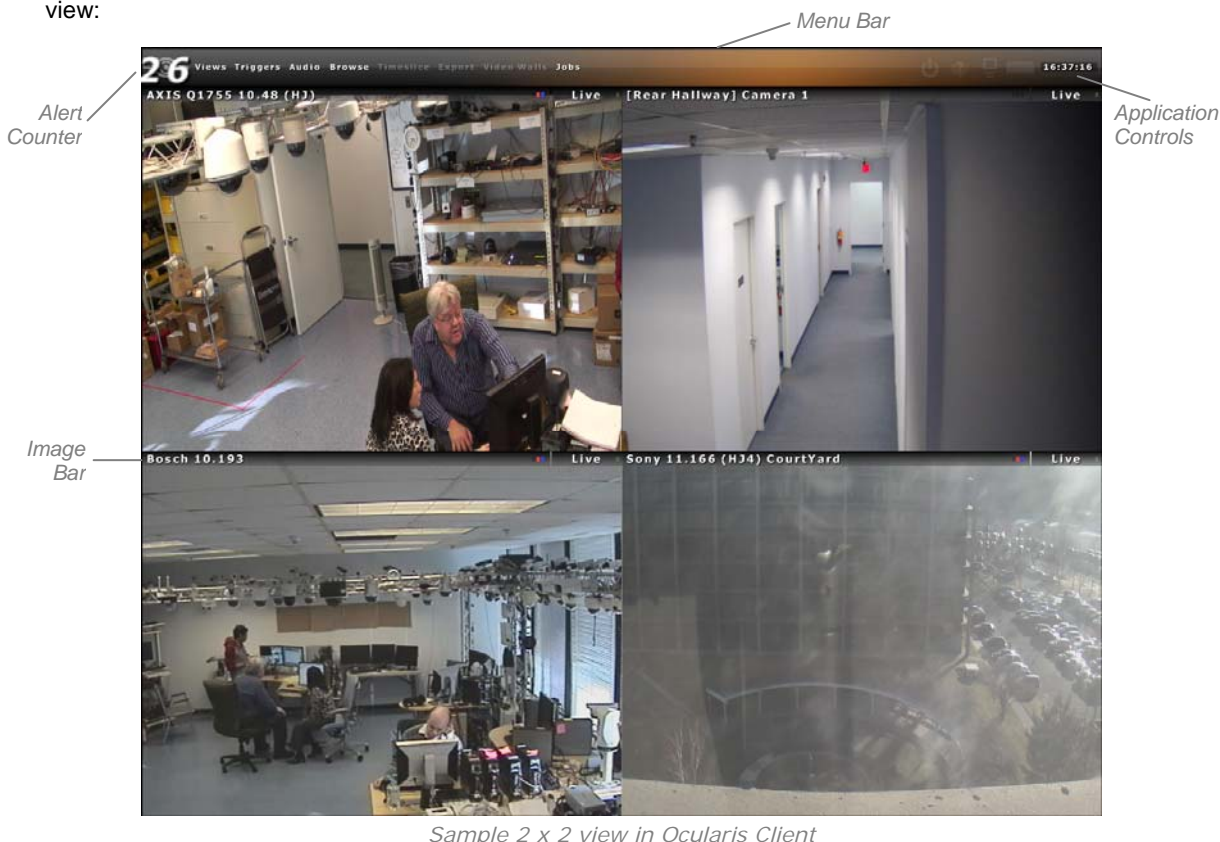 view:
Menu Bar
26
Views Triggers Audio Browse Timeslice Export Video Walls Jobs
16:37:16
Alert
Counter
Application
Controls
AXIS Q1755 10.48 (HJ)
Live
[Rear Hallway] Camera 1
Live
Image
Bar
Bosch 10.193
Live
Sony 11.166 (HJ4) CourtYard
Live
Sample 2 x 2 view in Ocularis Client